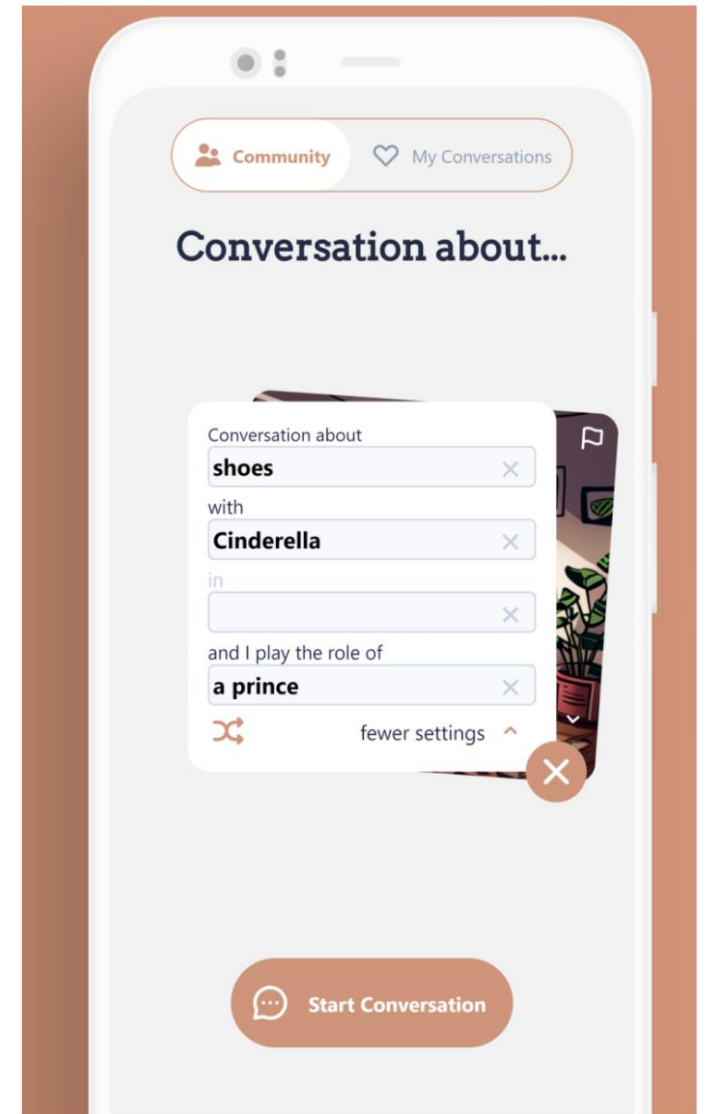 Community
My Conversations
Conversation about...
Conversation about
shoes
with
Cinderella
in
and I play the role of
a prince
fewer settings
Start Conversation